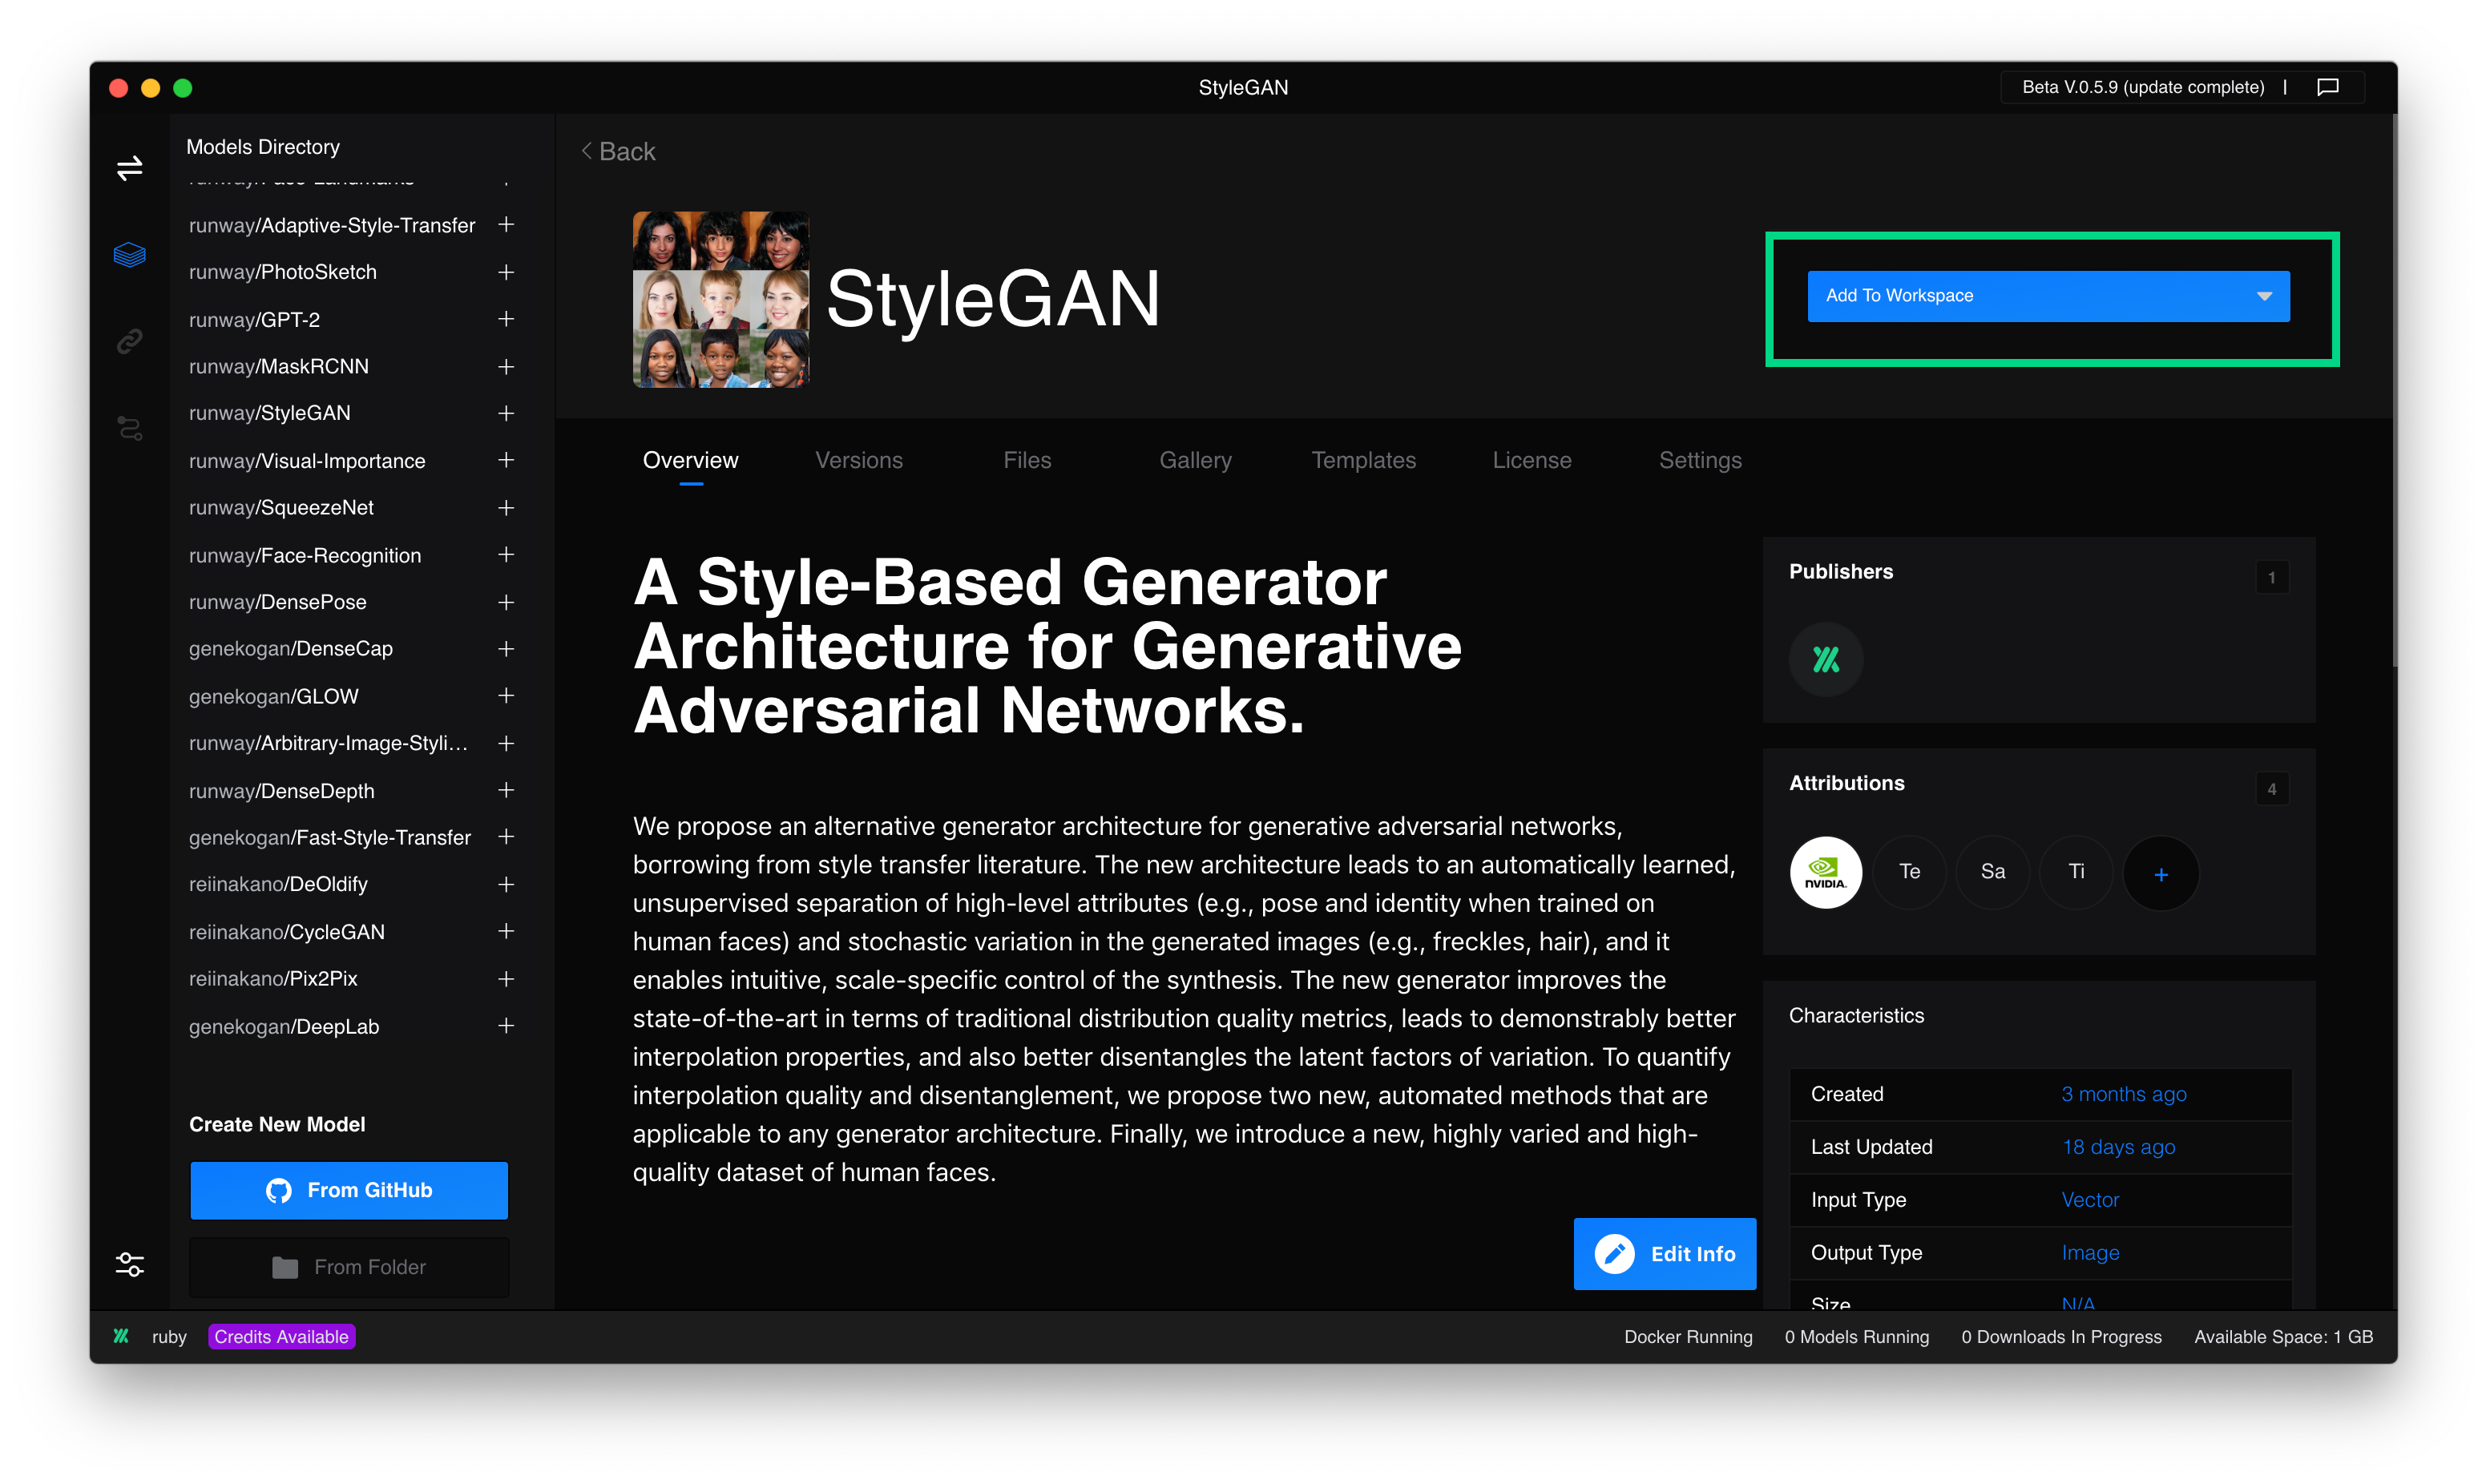 StyleGAN
Beta V.0.5.9 (update complete) |
Models Directory
runway/Face-Landmarks +
runway/Adaptive-Style-Transfer +
runway/PhotoSketch +
runway/GPT-2 +
runway/MaskRCNN +
runway/StyleGAN +
runway/Visual-Importance +
runway/SqueezeNet +
runway/Face-Recognition +
runway/DensePose +
genekogan/DenseCap +
genekogan/GLOW +
runway/Arbitrary-Image-Styli... +
runway/DenseDepth +
genekogan/Fast-Style-Transfer +
reiinakano/DeOldify +
reiinakano/CycleGAN +
reiinakano/Pix2Pix +
genekogan/DeepLab +
Create New Model
From GitHub
From Folder
< Back
StyleGAN
Add To Workspace
Overview Versions Files Gallery Templates License Settings
A Style-Based Generator
Architecture for Generative
Adversarial Networks.
We propose an alternative generator architecture for generative adversarial networks,
borrowing from style transfer literature. The new architecture leads to an automatically learned,
unsupervised separation of high-level attributes (e.g., pose and identity when trained on
human faces) and stochastic variation in the generated images (e.g., freckles, hair), and it
enables intuitive, scale-specific control of the synthesis. The new generator improves the
state-of-the-art in terms of traditional distribution quality metrics, leads to demonstrably better
interpolation properties, and also better disentangles the latent factors of variation. To quantify
interpolation quality and disentanglement, we propose two new, automated methods that are
applicable to any generator architecture. Finally, we introduce a new, highly varied and high-
quality dataset of human faces.
Edit Info
Publishers 1
Attributions 4
NVIDIA. Te Sa Ti +
Characteristics
Created 3 months ago
Last Updated 18 days ago
Input Type Vector
Output Type Image
Size N/A
ruby Credits Available
Docker Running 0 Models Running 0 Downloads In Progress Available Space: 1 GB